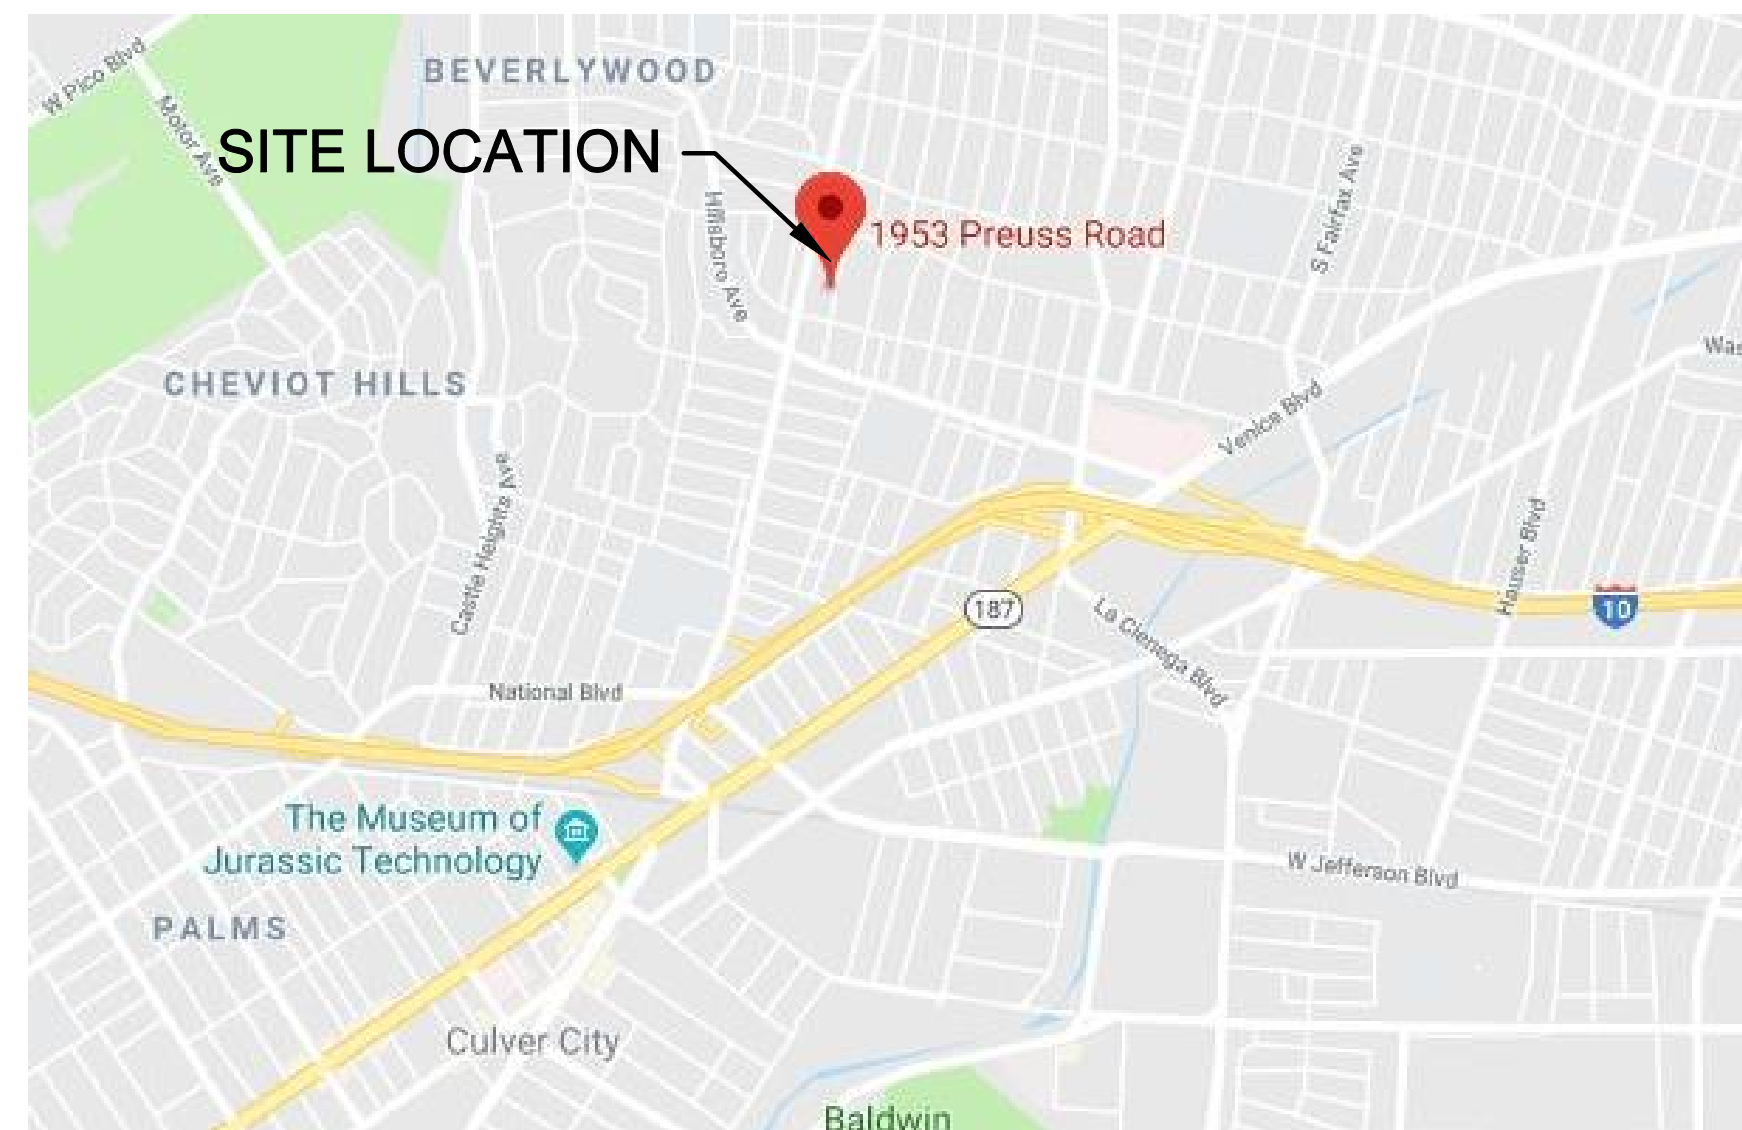 W Pico Blvd
BEVERLYWOOD
Motor Ave
SITE LOCATION
Hillsboro Ave
1953 Preuss Road
S Fairfax Ave
Was
CHEVIOT HILLS
Venice Blvd
Castle Heights Ave
Hauser Blvd
187
10
La Cienega Blvd
National Blvd
The Museum of
Jurassic Technology
W Jefferson Blvd
PALMS
Culver City
Baldwin